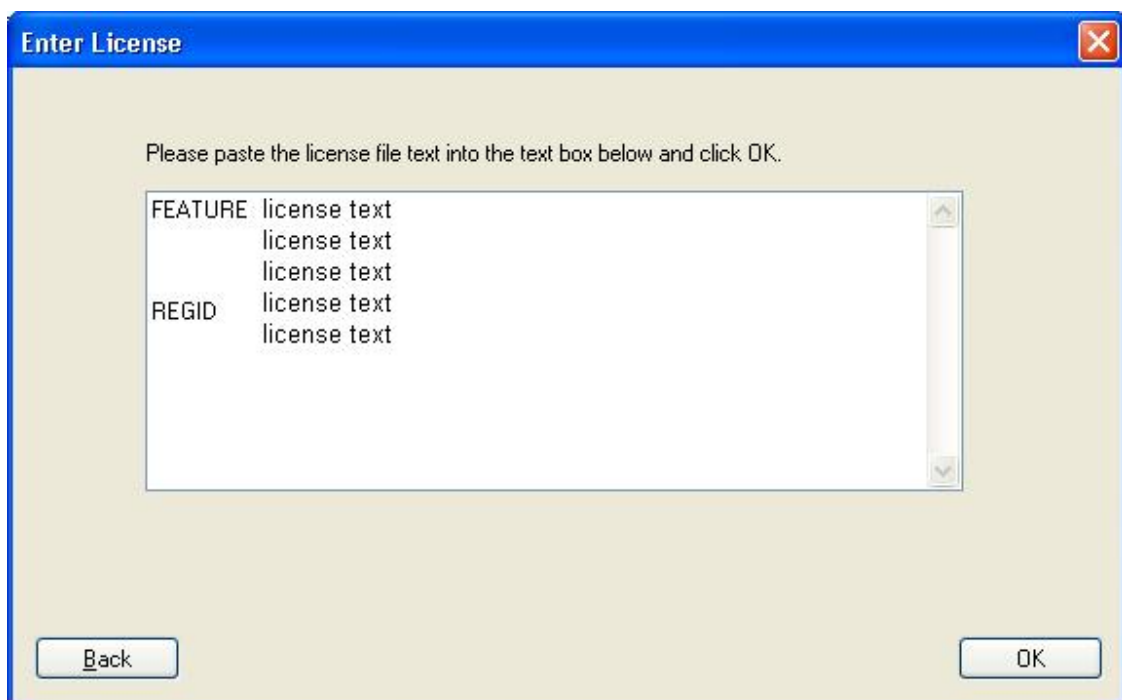 Enter License
Please paste the license file text into the text box below and click OK.
FEATURE license text
license text
license text
REGID license text
license text
Back
OK